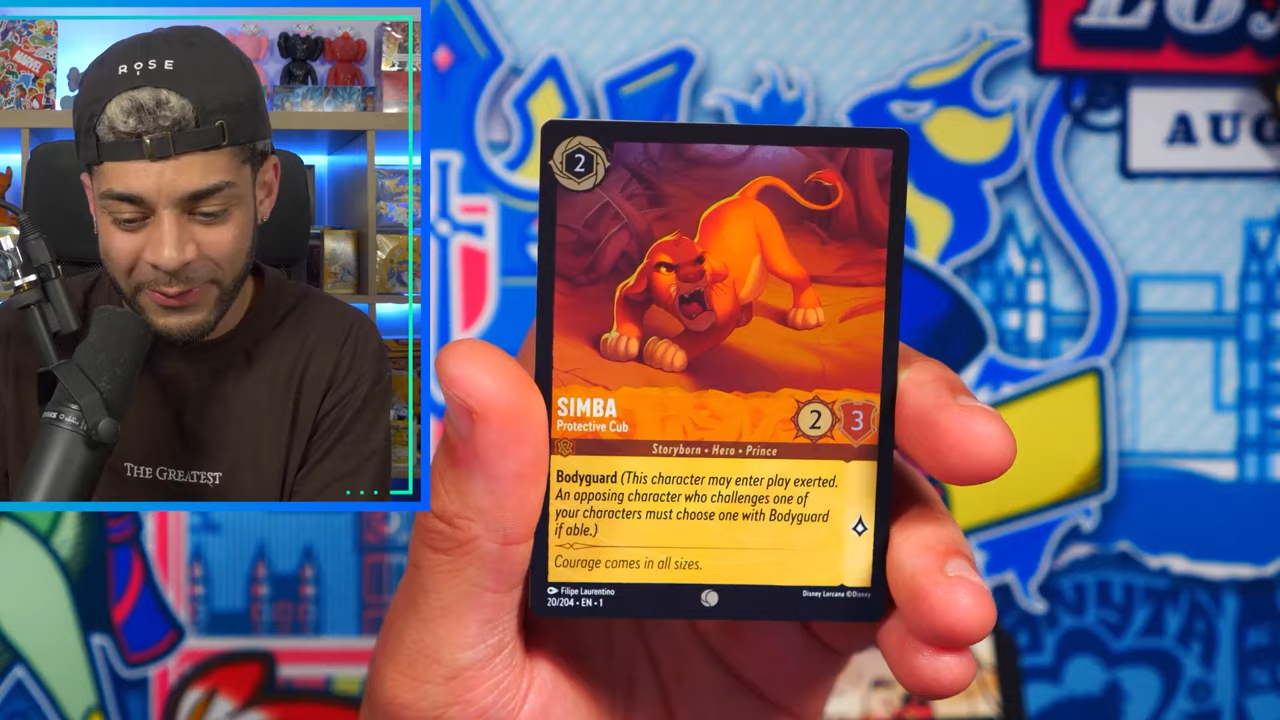 ROSE
MARVEL
THE GREATEST
2
SIMBA
Protective Cub
2
3
Storyborn • Hero • Prince
Bodyguard (This character may enter play exerted.
An opposing character who challenges one of
your characters must choose one with Bodyguard
if able.)
Courage comes in all sizes.
Filipe Laurentino
20/204 • EN • 1
Disney Lorcana ©Disney
AUG